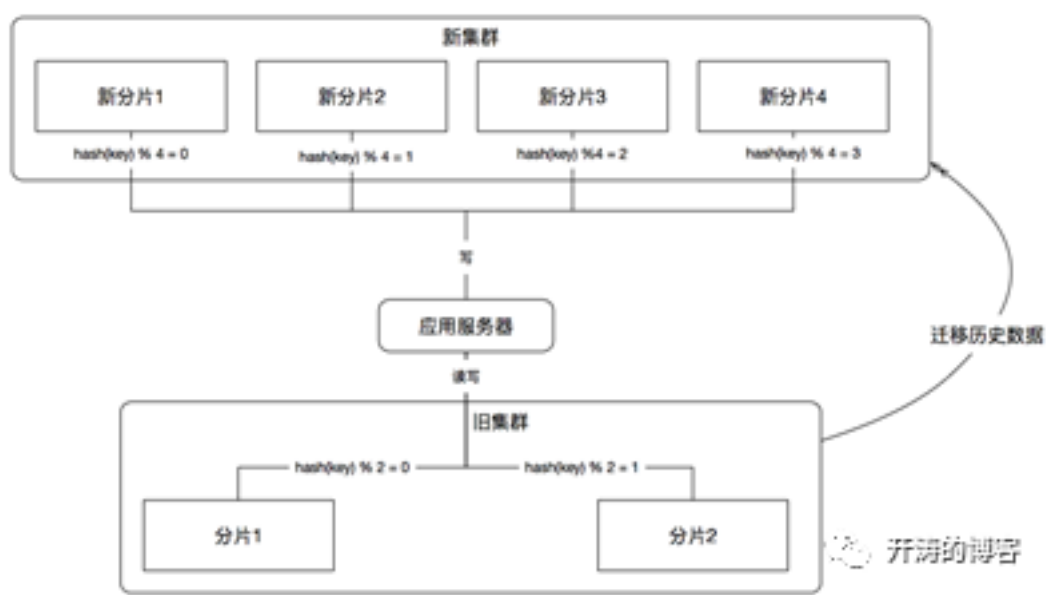 新集群
新分片1
新分片2
新分片3
新分片4
hash(key) % 4 = 0
hash(key) % 4 = 1
hash(key) %4 = 2
hash(key) % 4 = 3
写
应用服务器
迁移历史数据
读写
旧集群
hash(key) % 2 = 0
hash(key) % 2 = 1
分片1
分片2
开涛的博客